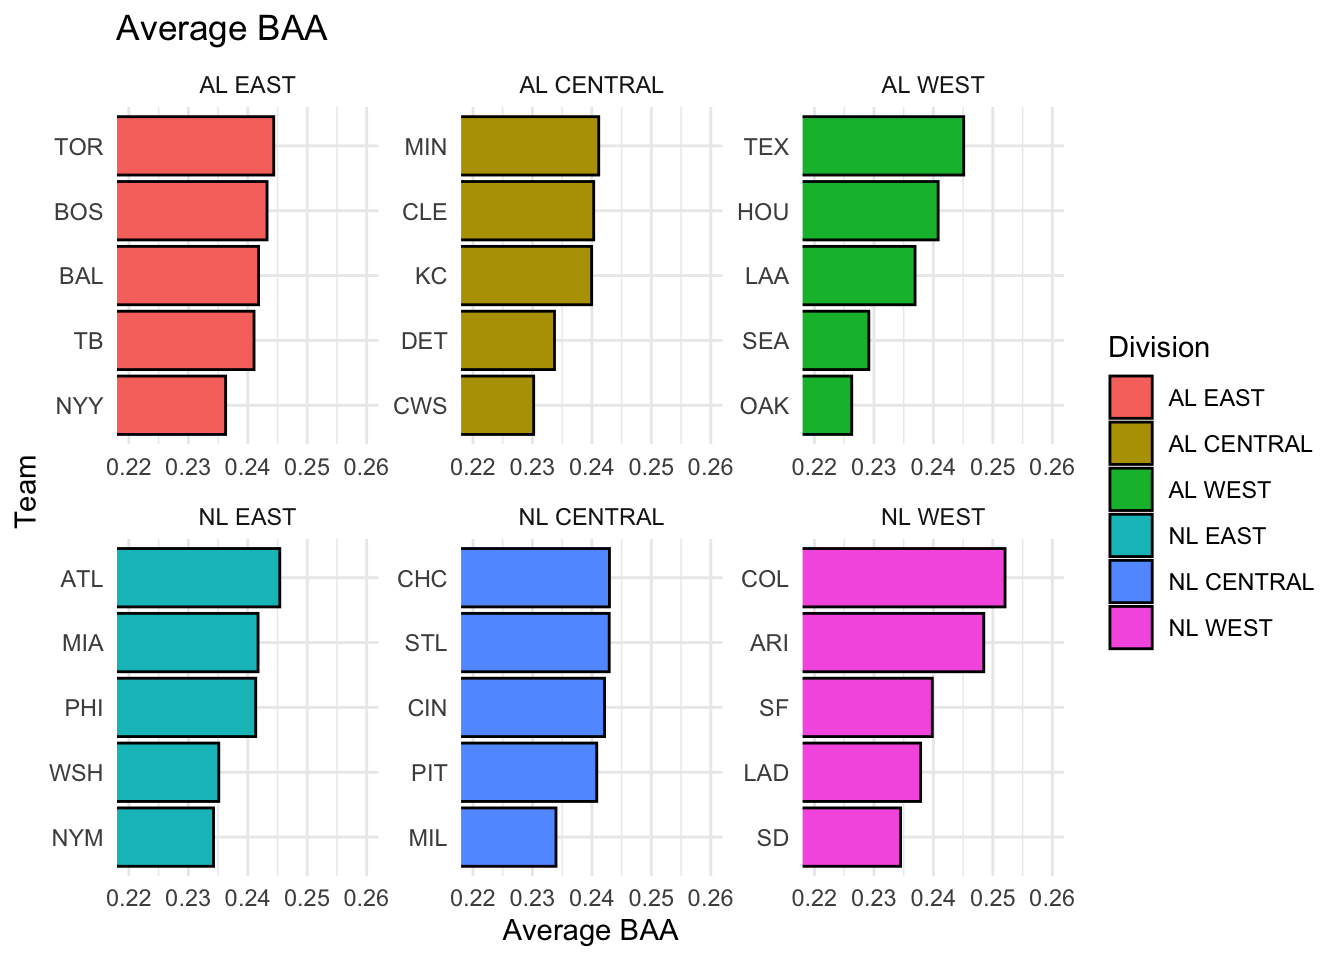 Average BAA
AL EAST
AL CENTRAL
AL WEST
TOR
BOS
BAL
TB
NYY
MIN
CLE
KC
DET
CWS
TEX
HOU
LAA
SEA
OAK
0.22 0.23 0.24 0.25 0.26
0.22 0.23 0.24 0.25 0.26
0.22 0.23 0.24 0.25 0.26
Team
NL EAST
NL CENTRAL
NL WEST
ATL
MIA
PHI
WSH
NYM
CHC
STL
CIN
PIT
MIL
COL
ARI
SF
LAD
SD
0.22 0.23 0.24 0.25 0.26
0.22 0.23 0.24 0.25 0.26
0.22 0.23 0.24 0.25 0.26
Average BAA
Division
AL EAST
AL CENTRAL
AL WEST
NL EAST
NL CENTRAL
NL WEST